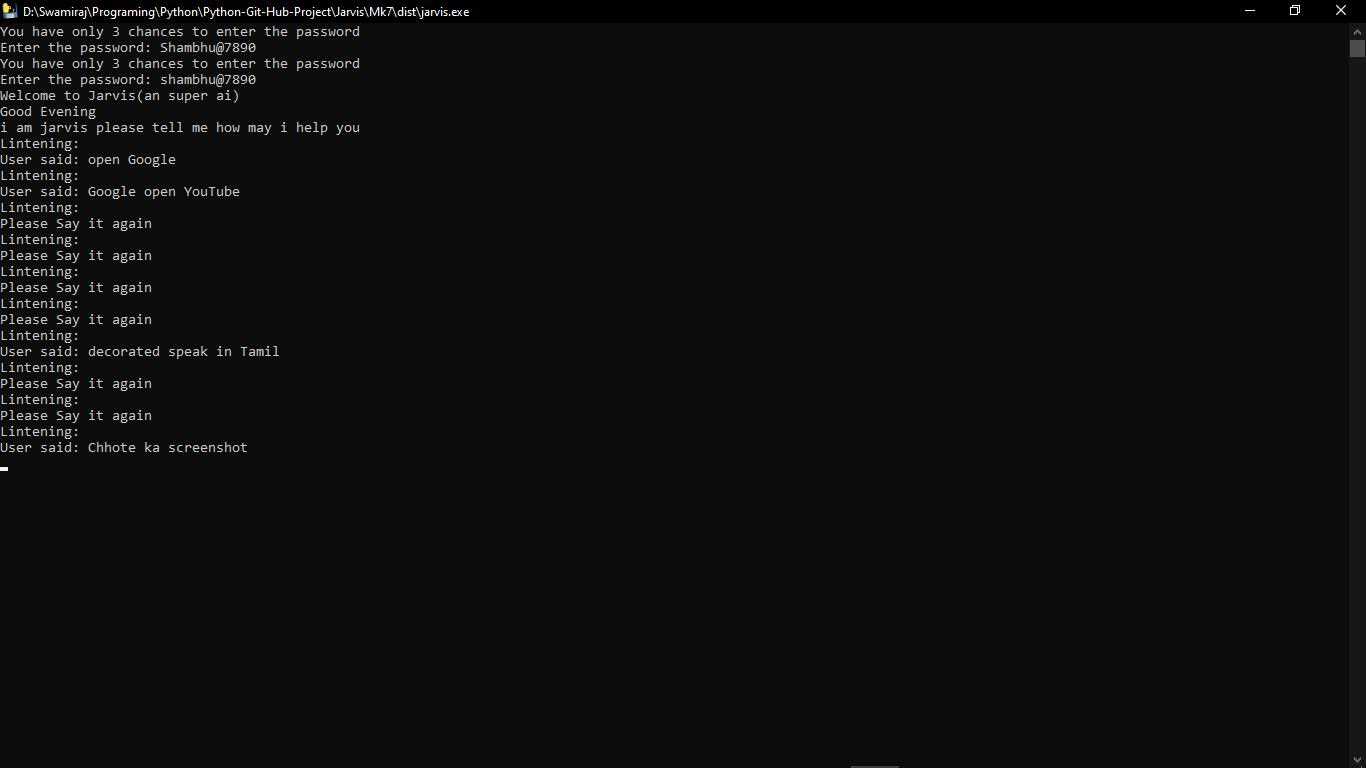 D:\Swamiraj\Programing\Python\Python-Git-Hub-Project\Jarvis\Mk7\dist\jarvis.exe
You have only 3 chances to enter the password
Enter the password: Shambhu@7890
You have only 3 chances to enter the password
Enter the password: shambhu@7890
Welcome to Jarvis(an super ai)
Good Evening
i am jarvis please tell me how may i help you
Lintening:
User said: open Google
Lintening:
User said: Google open YouTube
Lintening:
Please Say it again
Lintening:
Please Say it again
Lintening:
Please Say it again
Lintening:
Please Say it again
Lintening:
User said: decorated speak in Tamil
Lintening:
Please Say it again
Lintening:
Please Say it again
Lintening:
User said: Chhote ka screenshot